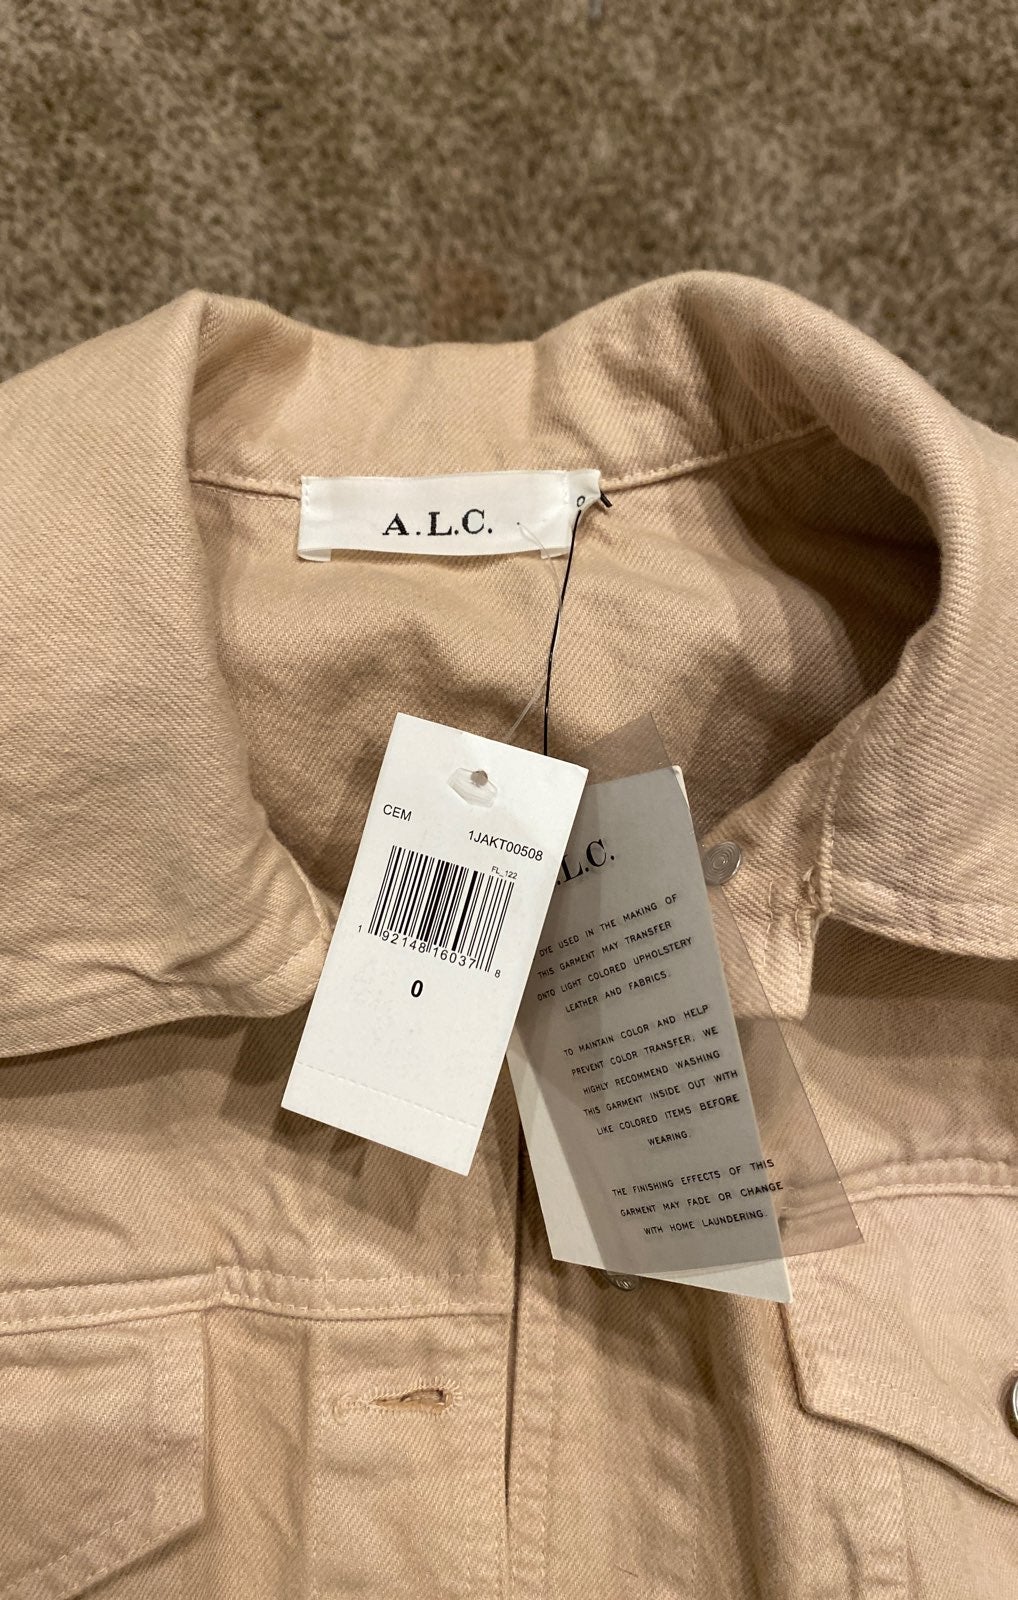 A.L.C.
0
CEM
1JAKT00508
FL_122
1 92148 16037 8
0
.L.C.
DYE USED IN THE MAKING OF
THIS GARMENT MAY TRANSFER
ONTO LIGHT COLORED UPHOLSTERY
LEATHER AND FABRICS.
TO MAINTAIN COLOR AND HELP
PREVENT COLOR TRANSFER, WE
HIGHLY RECOMMEND WASHING
THIS GARMENT INSIDE OUT WITH
LIKE COLORED ITEMS BEFORE
WEARING.
THE FINISHING EFFECTS OF THIS
GARMENT MAY FADE OR CHANGE
WITH HOME LAUNDERING.